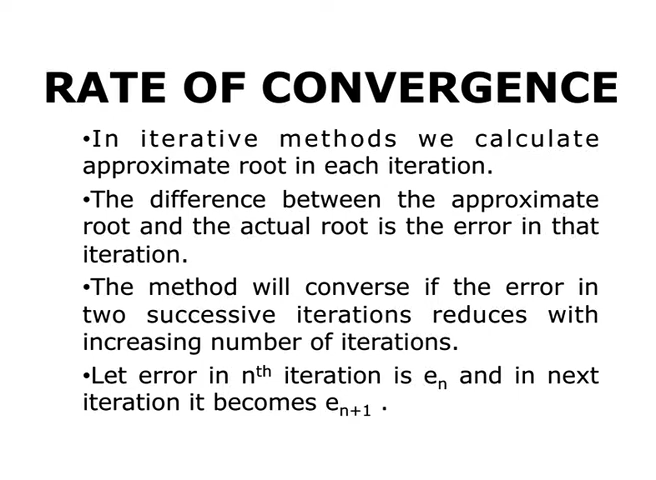 RATE OF CONVERGENCE
•In iterative methods we calculate
approximate root in each iteration.
•The difference between the approximate
root and the actual root is the error in that
iteration.
•The method will converse if the error in
two successive iterations reduces with
increasing number of iterations.
•Let error in nth iteration is en and in next
iteration it becomes en+1 .